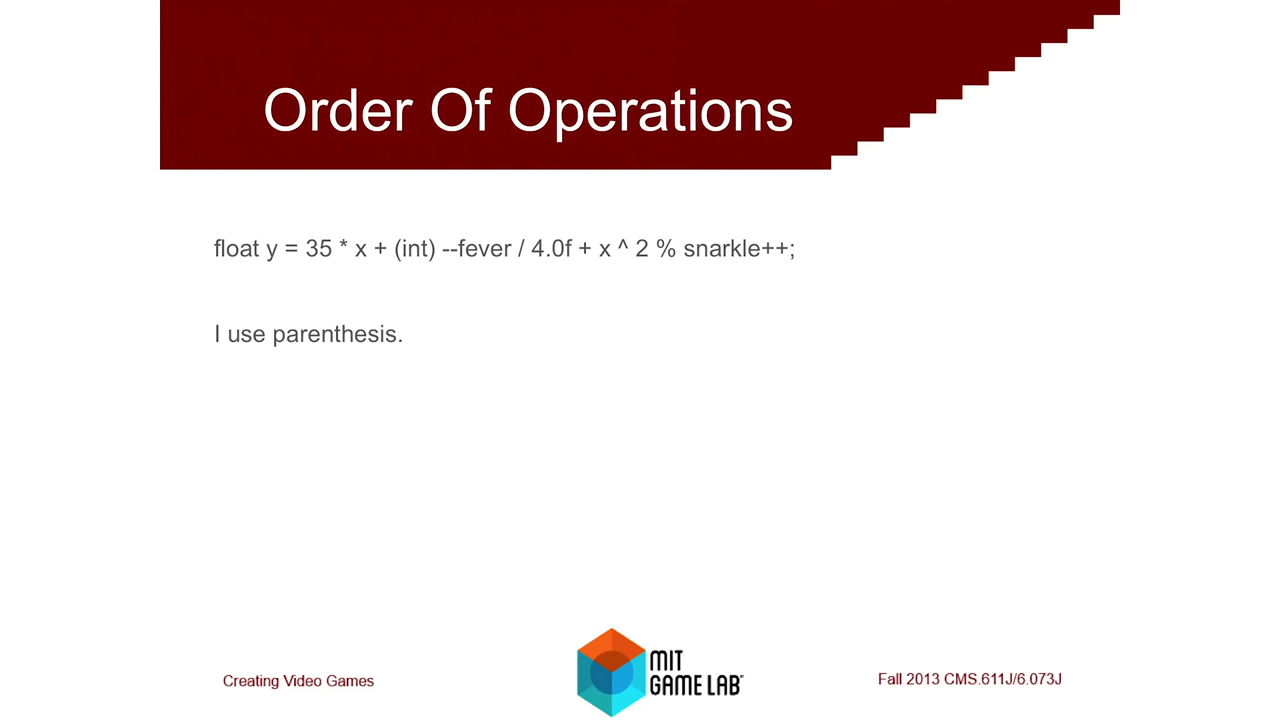 Order Of Operations
float y = 35 * x + (int) --fever / 4.0f + x ^ 2 % snarkle++;
I use parenthesis.
Creating Video Games
MIT
GAME LAB
Fall 2013 CMS.611J/6.073J